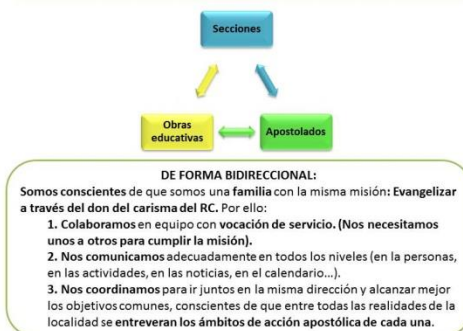 Secciones
Obras
educativas
Apostolados
DE FORMA BIDIRECCIONAL:
Somos conscientes de que somos una familia con la misma misión: Evangelizar
a través del don del carisma del RC. Por ello:
1. Colaboramos en equipo con vocación de servicio. (Nos necesitamos
unos a otros para cumplir la misión).
2. Nos comunicamos adecuadamente en todos los niveles (en la personas,
en las actividades, en las noticias, en el calendario...).
3. Nos coordinamos para ir juntos en la misma dirección y alcanzar mejor
los objetivos comunes, conscientes de que entre todas las realidades de la
localidad se entreveran los ámbitos de acción apostólica de cada una.